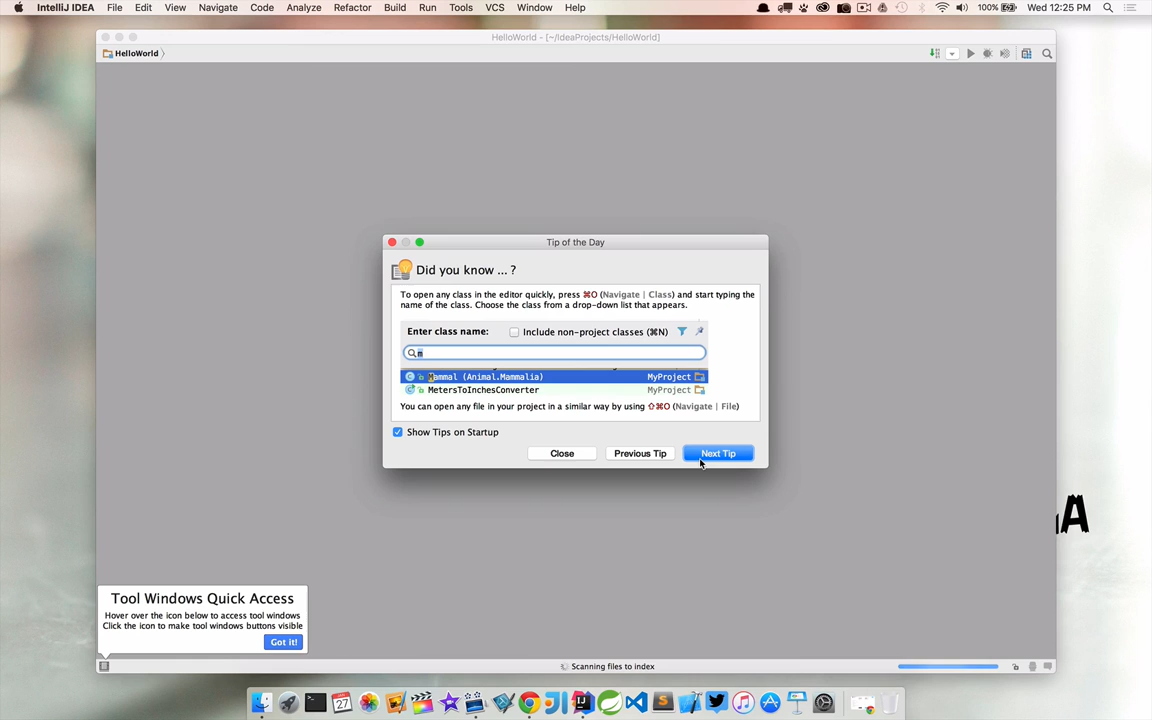 IntelliJ IDEA File Edit View Navigate Code Analyze Refactor Build Run Tools VCS Window Help 100% Wed 12:25 PM
HelloWorld - [~/IdeaProjects/HelloWorld]
HelloWorld
Tip of the Day
Did you know ... ?
To open any class in the editor quickly, press ⌘O (Navigate | Class) and start typing the
name of the class. Choose the class from a drop-down list that appears.
Enter class name: Include non-project classes (⌘N)
m
Mammal (Animal.Mammalia) MyProject
MetersToInchesConverter MyProject
You can open any file in your project in a similar way by using ⇧⌘O (Navigate | File)
Show Tips on Startup
Close Previous Tip Next Tip
Tool Windows Quick Access
Hover over the icon below to access tool windows
Click the icon to make tool windows buttons visible
Got it!
Scanning files to index